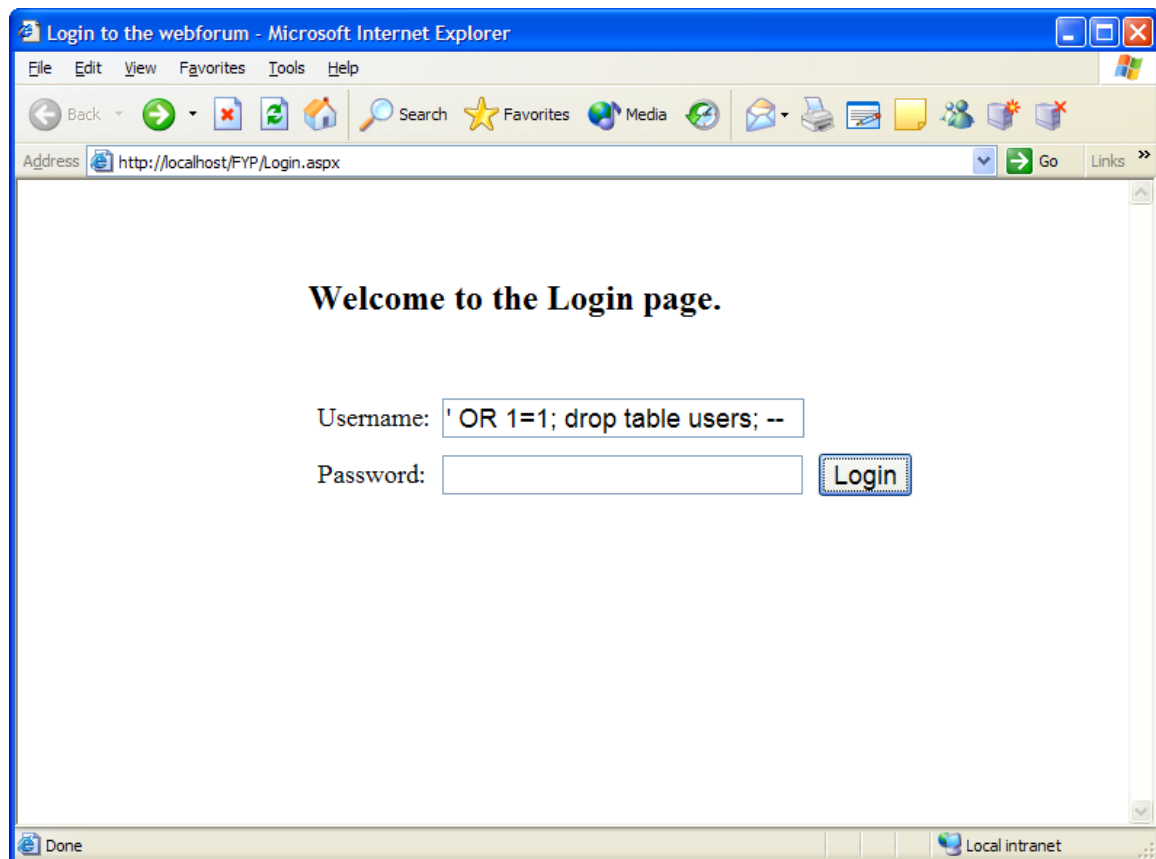 Login to the webforum - Microsoft Internet Explorer
File Edit View Favorites Tools Help
Back Search Favorites Media
Address http://localhost/FYP/Login.aspx Go Links »
Welcome to the Login page.
Username: ' OR 1=1; drop table users; --
Password: Login
Done Local intranet